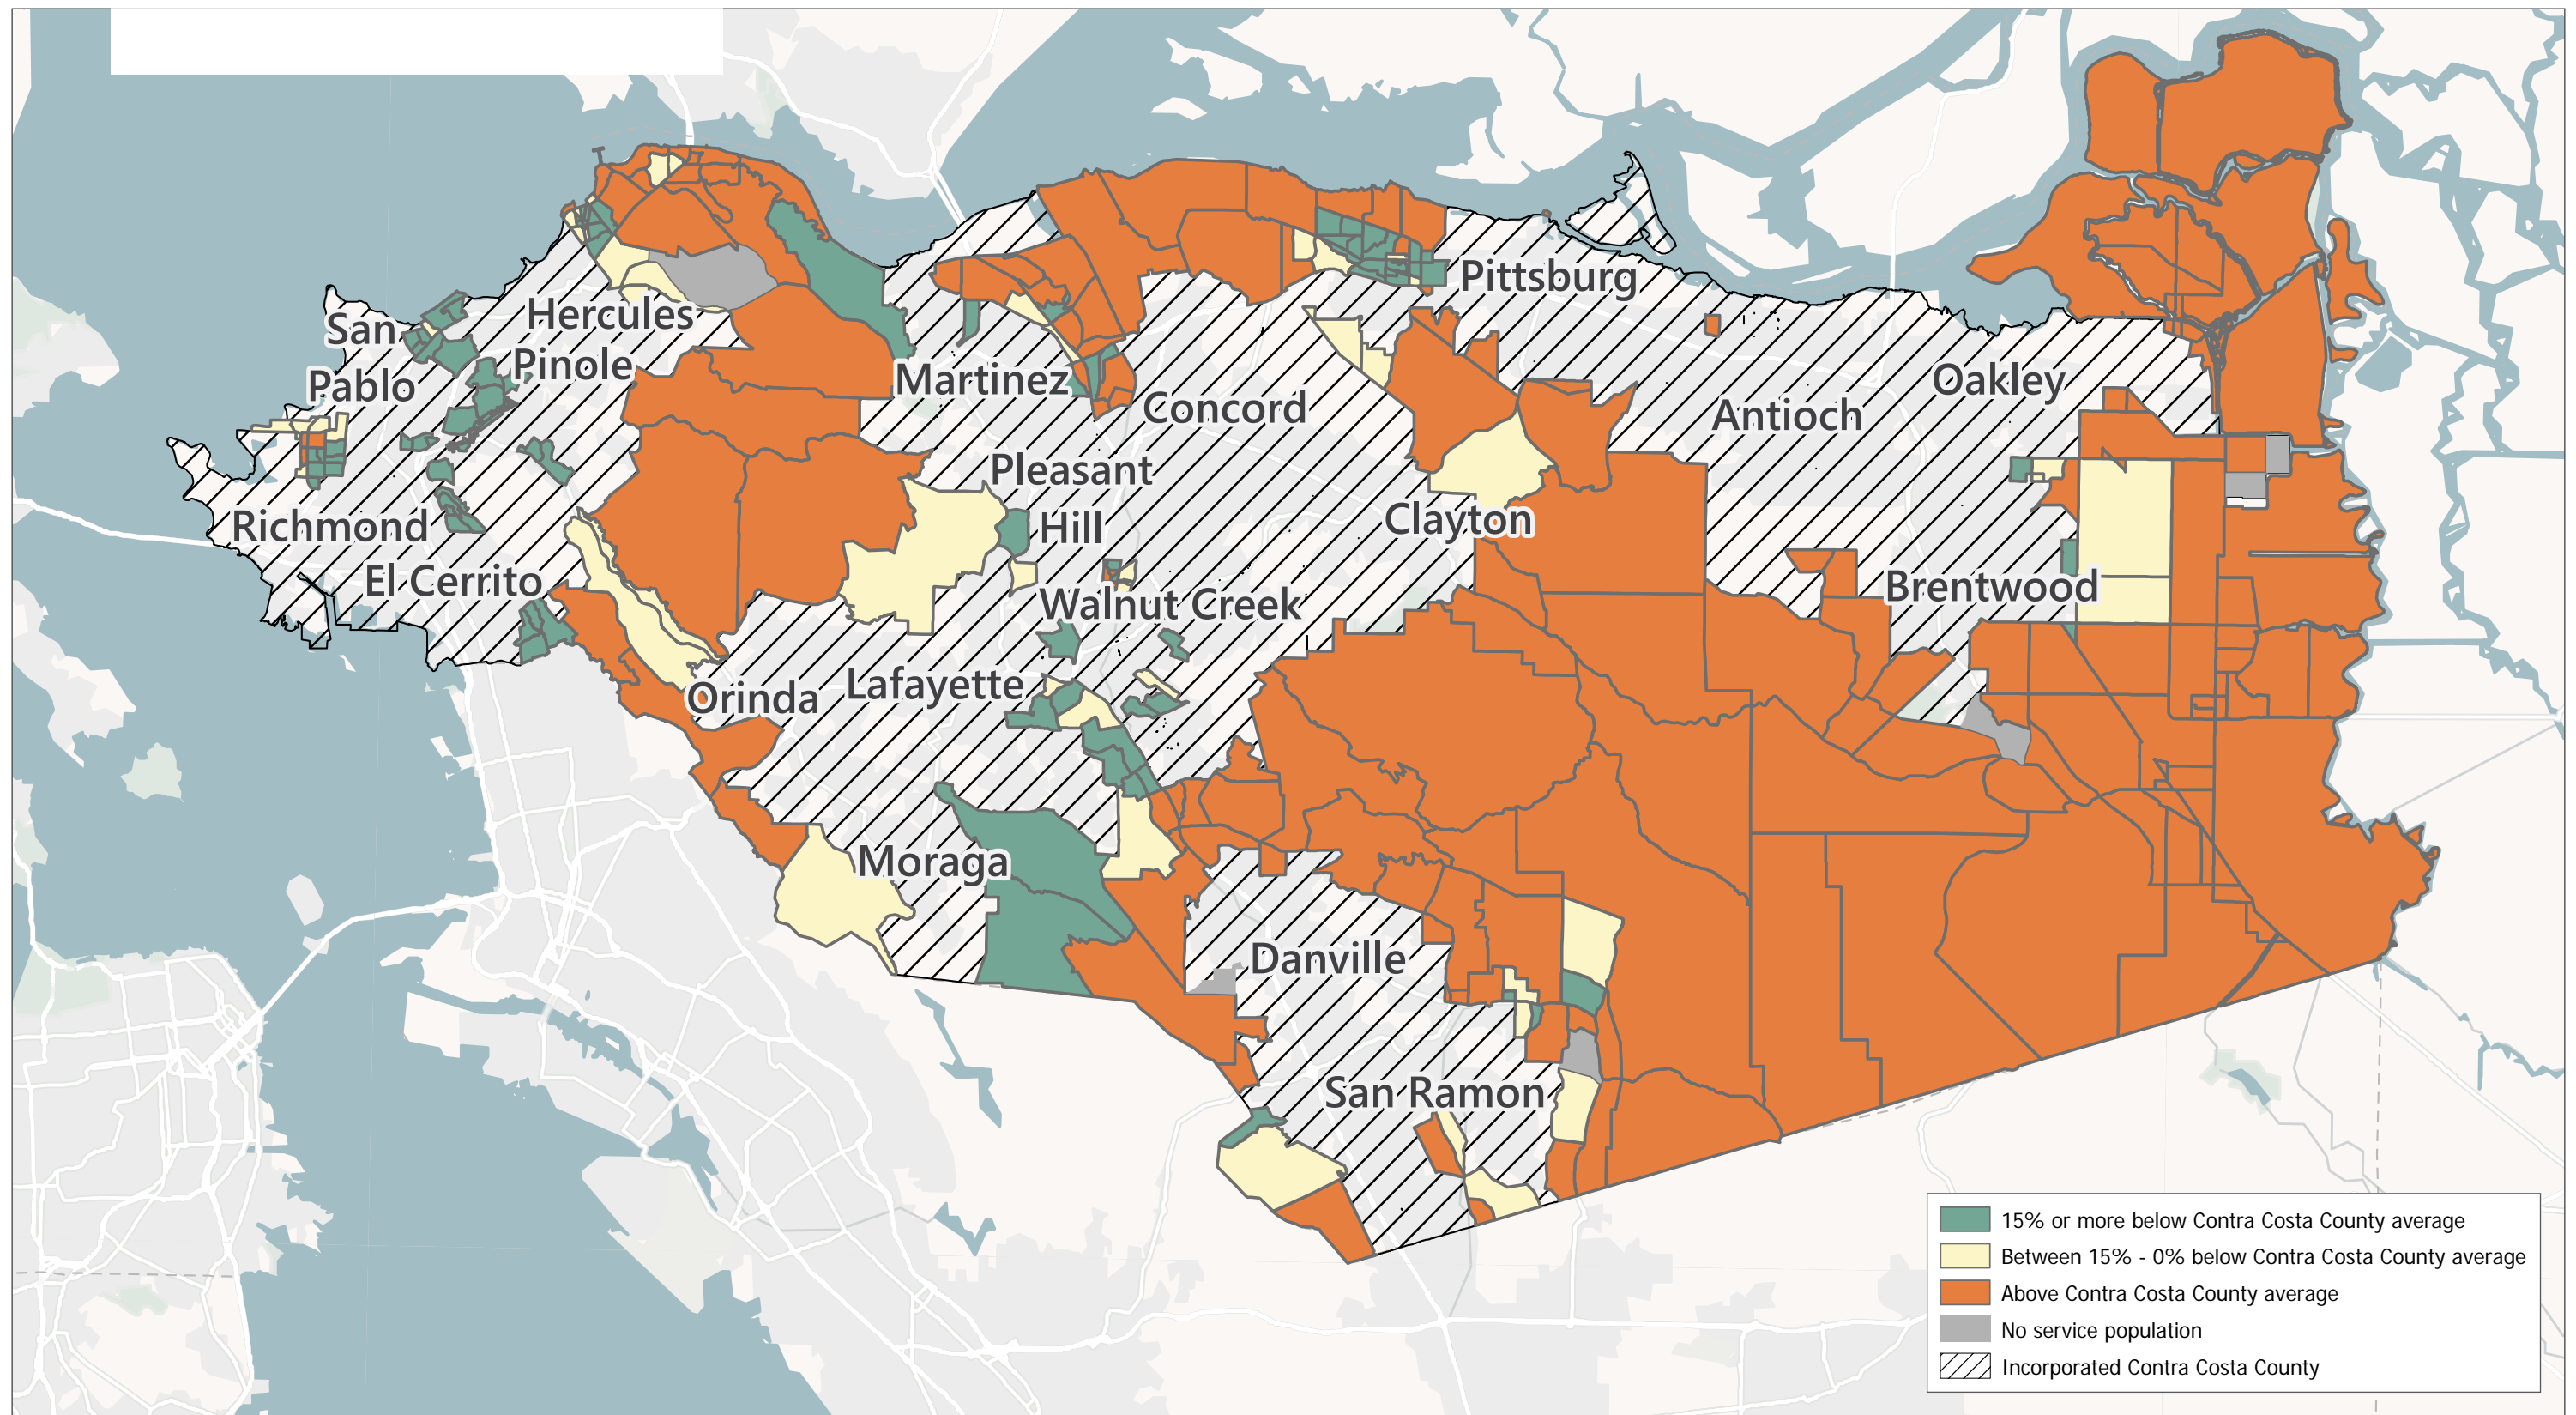 Pittsburg
Hercules
San
Pablo
Pinole
Martinez
Concord
Oakley
Antioch
Pleasant
Hill
Clayton
Richmond
El Cerrito
Walnut Creek
Brentwood
Orinda
Lafayette
Moraga
Danville
San Ramon
15% or more below Contra Costa County average
Between 15% - 0% below Contra Costa County average
Above Contra Costa County average
No service population
Incorporated Contra Costa County